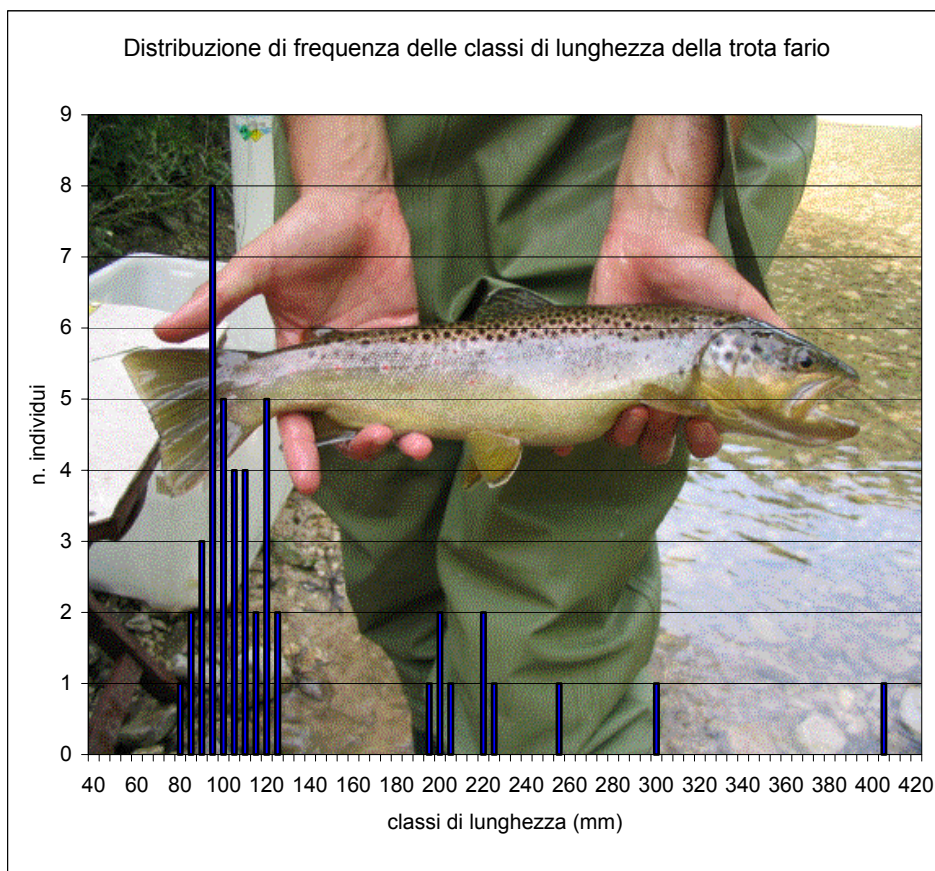 Distribuzione di frequenza delle classi di lunghezza della trota fario
9
8
7
6
5
4
3
2
1
0
n. individui
40 60 80 100 120 140 160 180 200 220 240 260 280 300 320 340 360 380 400 420
classi di lunghezza (mm)